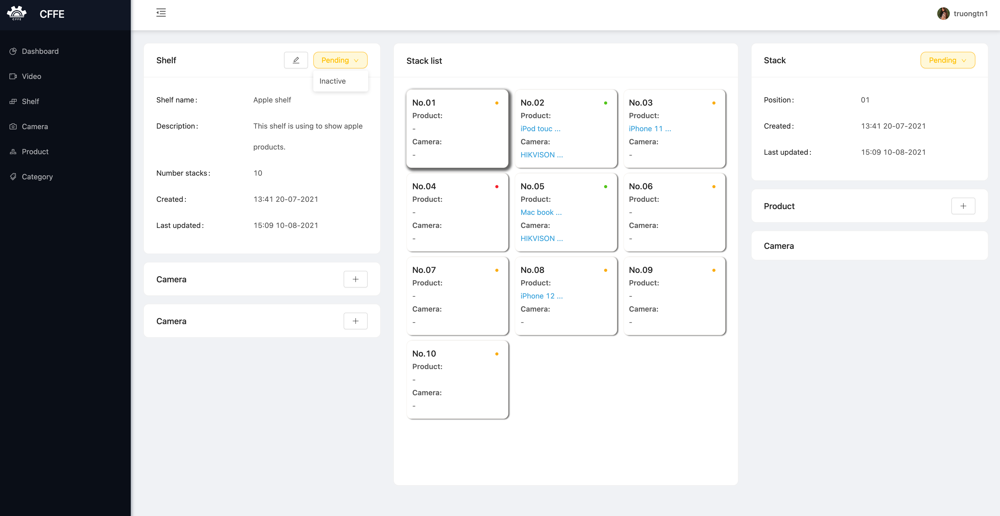 CFFE
CFFE
truongtn1
Dashboard
Video
Shelf
Camera
Product
Category
Shelf
Pending
Inactive
Shelf name:
Apple shelf
Description:
This shelf is using to show apple
products.
Number stacks:
10
Created:
13:41 20-07-2021
Last updated:
15:09 10-08-2021
Camera
Camera
Stack list
No.01
Product:
-
Camera:
-
No.02
Product:
iPod touc ...
Camera:
HIKVISON ...
No.03
Product:
iPhone 11 ...
Camera:
-
No.04
Product:
-
Camera:
-
No.05
Product:
Mac book ...
Camera:
HIKVISON ...
No.06
Product:
-
Camera:
-
No.07
Product:
-
Camera:
-
No.08
Product:
iPhone 12 ...
Camera:
-
No.09
Product:
-
Camera:
-
No.10
Product:
-
Camera:
-
Stack
Pending
Position:
01
Created:
13:41 20-07-2021
Last updated:
15:09 10-08-2021
Product
Camera